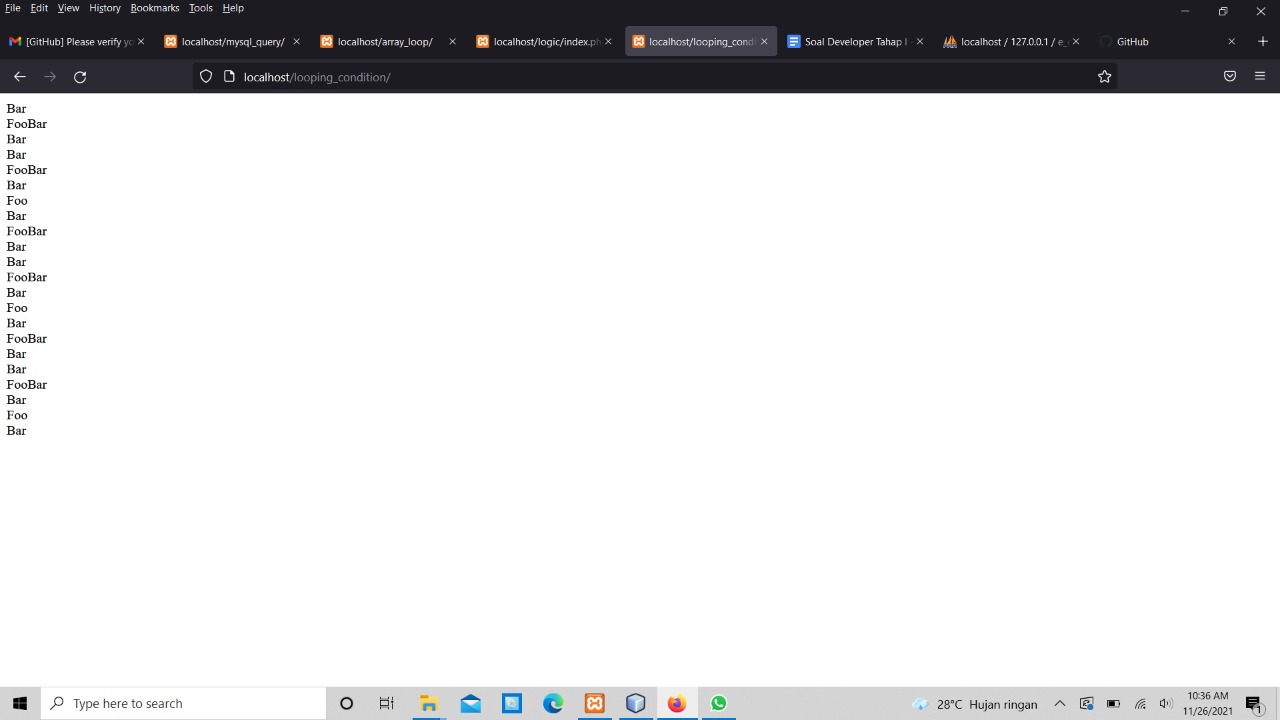 File Edit View History Bookmarks Tools Help
[GitHub] Please verify yo localhost/mysql_query/ localhost/array_loop/ localhost/logic/index.ph localhost/looping_condi Soal Developer Tahap I - localhost / 127.0.0.1 / e_c GitHub
localhost/looping_condition/
Bar
FooBar
Bar
Bar
FooBar
Bar
Foo
Bar
FooBar
Bar
Bar
FooBar
Bar
Foo
Bar
FooBar
Bar
Bar
FooBar
Bar
Foo
Bar
Type here to search
28°C Hujan ringan
10:36 AM
11/26/2021
1